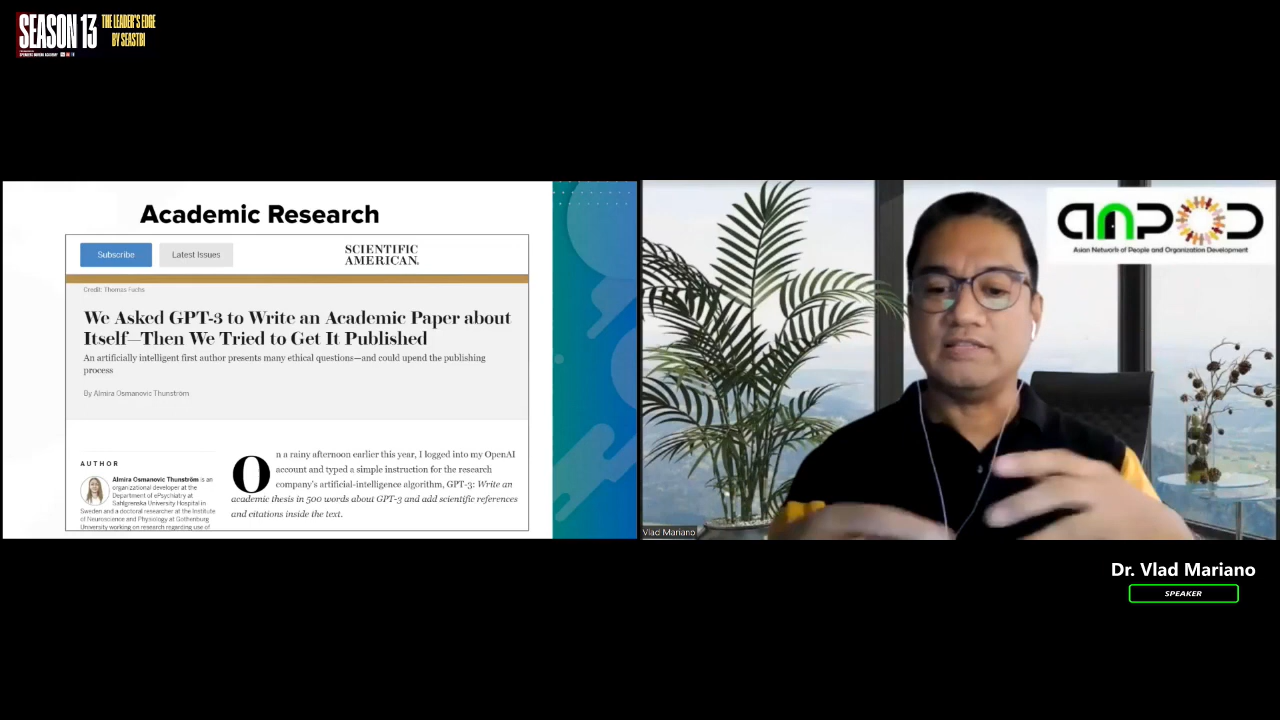 SEASON 13
THE LEADER'S EDGE
BY SEASTBI
Academic Research
Subscribe
Latest Issues
SCIENTIFIC
AMERICAN.
Credit: Thomas Fuchs
We Asked GPT-3 to Write an Academic Paper about
Itself—Then We Tried to Get It Published
An artificially intelligent first author presents many ethical questions—and could upend the publishing
process
By Almira Osmanovic Thunström
AUTHOR
Almira Osmanovic Thunström is an
organizational developer at the
Department of ePsychiatry at
Sahlgrenska University Hospital in
Sweden and a doctoral researcher at the Institute
of Neuroscience and Physiology at Gothenburg
University working on research regarding use of
On a rainy afternoon earlier this year, I logged into my OpenAI
account and typed a simple instruction for the research
company's artificial-intelligence algorithm, GPT-3: Write an
academic thesis in 500 words about GPT-3 and add scientific references
and citations inside the text.
ANPOD
Asian Network of People and Organization Development
Vlad Mariano
Dr. Vlad Mariano
SPEAKER